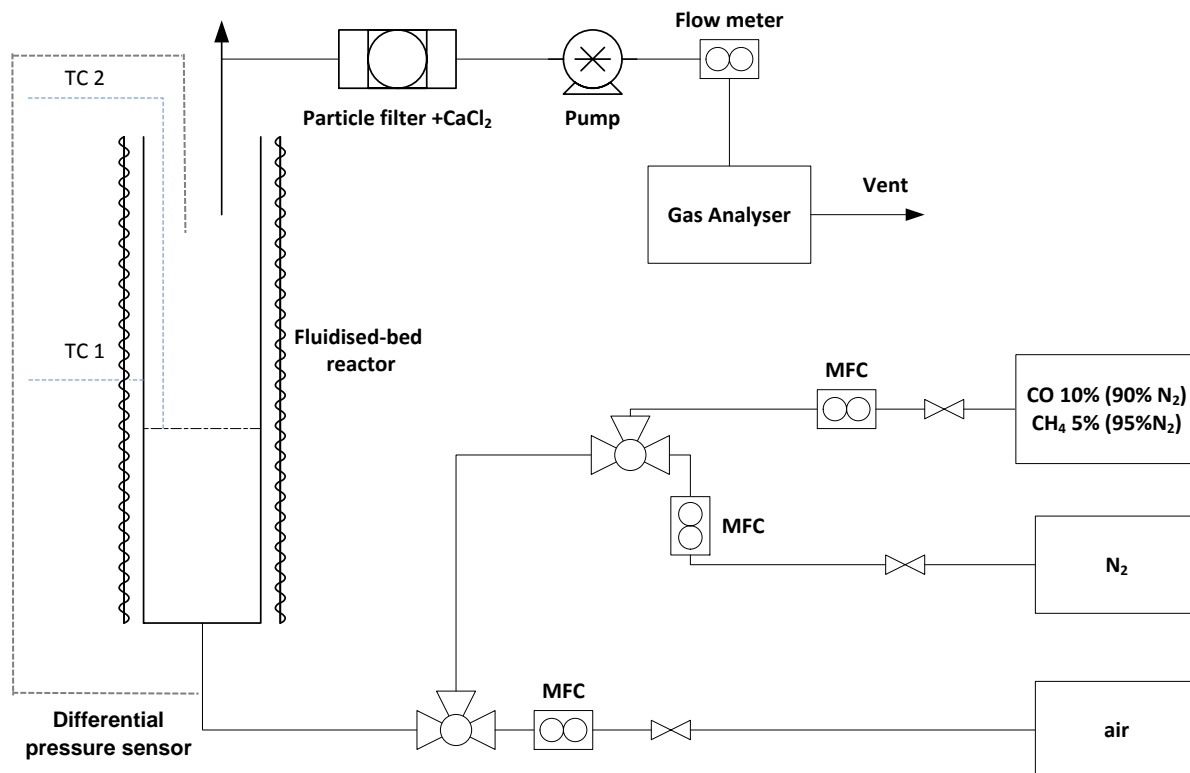 Flow meter
TC 2
Particle filter +CaCl₂
Pump
Vent
Gas Analyser
Fluidised-bed
reactor
TC 1
MFC
CO 10% (90% N₂)
CH₄ 5% (95%N₂)
MFC
N₂
MFC
Differential
pressure sensor
air